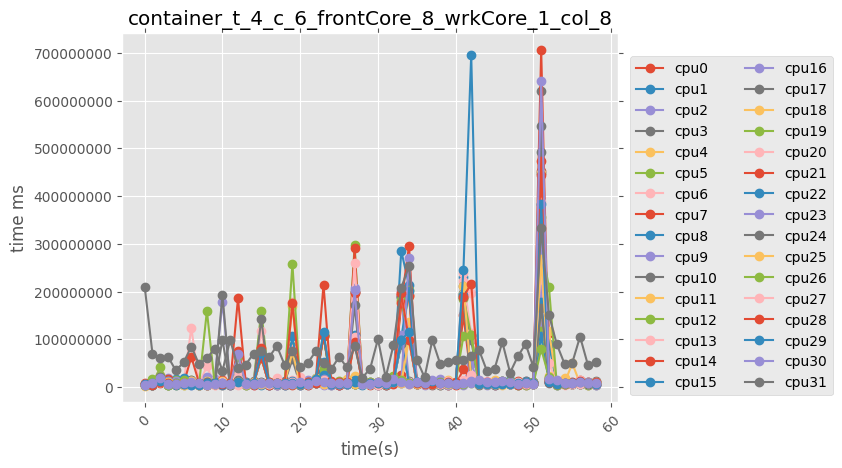 container_t_4_c_6_frontCore_8_wrkCore_1_col_8
700000000
600000000
500000000
400000000
300000000
200000000
100000000
0
time ms
0
10
20
30
40
50
60
time(s)
cpu0
cpu1
cpu2
cpu3
cpu4
cpu5
cpu6
cpu7
cpu8
cpu9
cpu10
cpu11
cpu12
cpu13
cpu14
cpu15
cpu16
cpu17
cpu18
cpu19
cpu20
cpu21
cpu22
cpu23
cpu24
cpu25
cpu26
cpu27
cpu28
cpu29
cpu30
cpu31